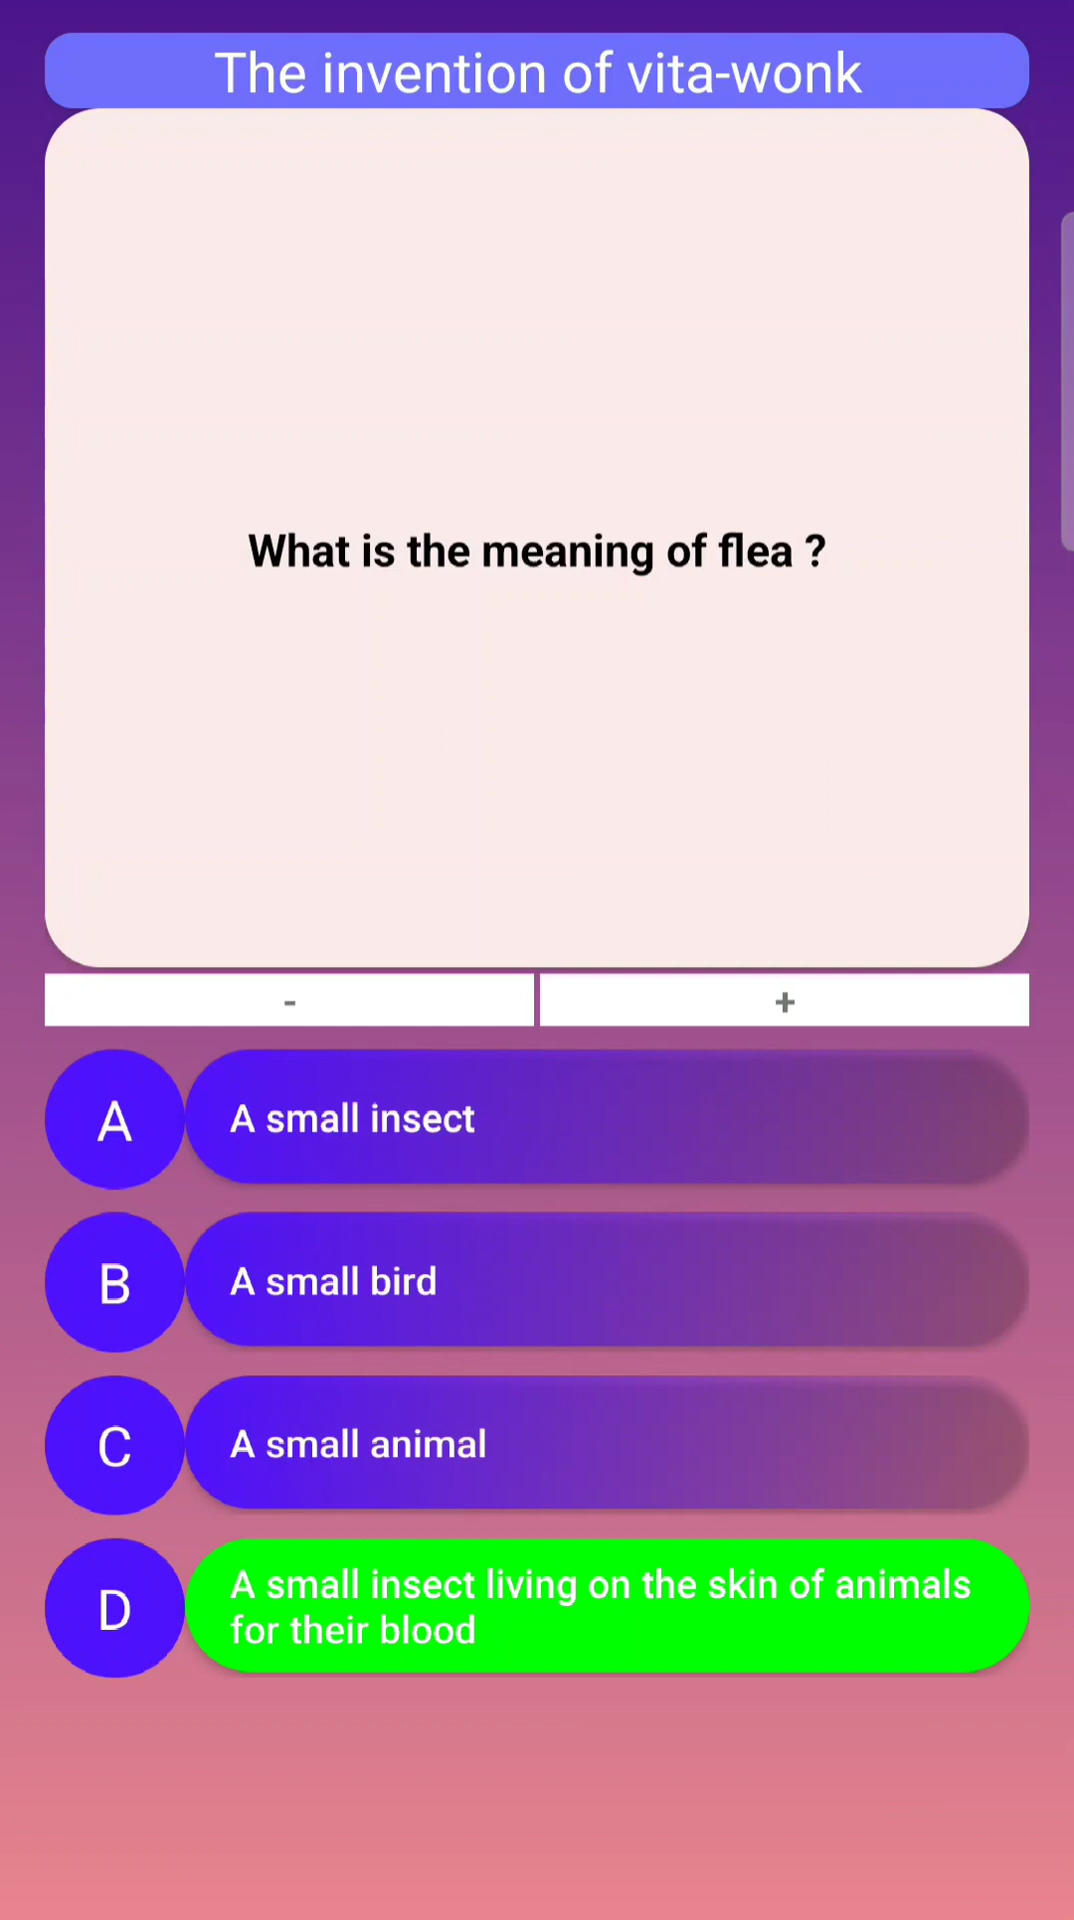 The invention of vita-wonk
What is the meaning of flea ?
-
+
A
A small insect
B
A small bird
C
A small animal
D
A small insect living on the skin of animals
for their blood